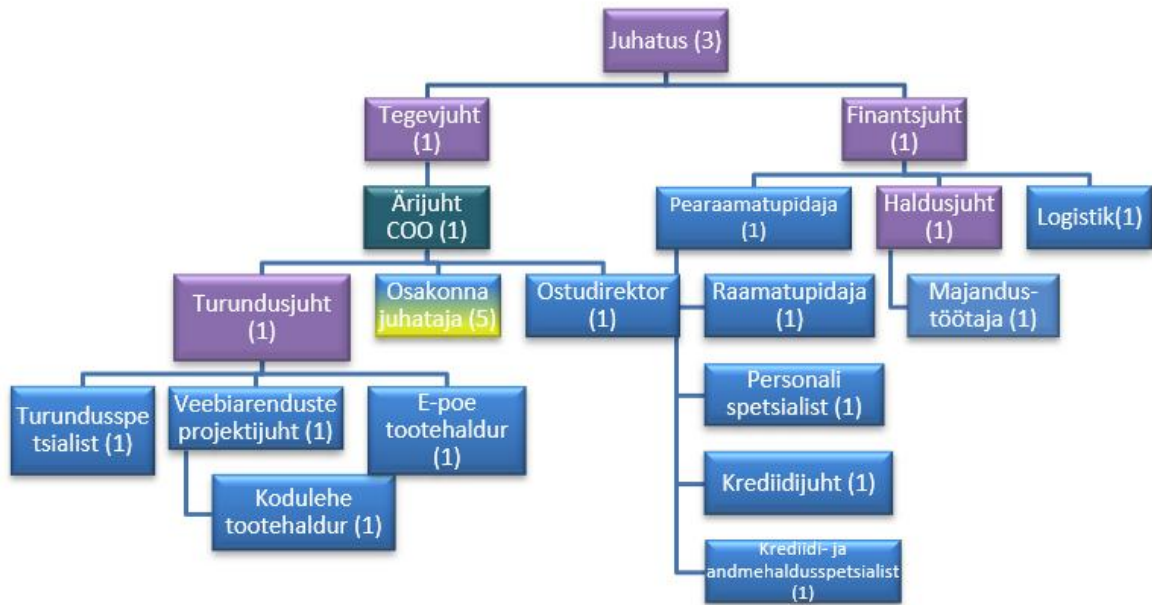 Juhatus (3)
Tegevjuht
(1)
Finantsjuht
(1)
Ärijuht
COO (1)
Pearaamatupidaja
(1)
Haldusjuht
(1)
Logistik(1)
Turundusjuht
(1)
Osakonna
juhataja (5)
Ostudirektor
(1)
Raamatupidaja
(1)
Majandus-
töötaja (1)
Turundusspe
tsialist (1)
Veebiarenduste
projektijuht (1)
E-poe
tootehaldur
(1)
Personali
spetsialist (1)
Kodulehe
tootehaldur (1)
Krediidijuht (1)
Krediidi- ja
andmehaldusspetsialist
(1)